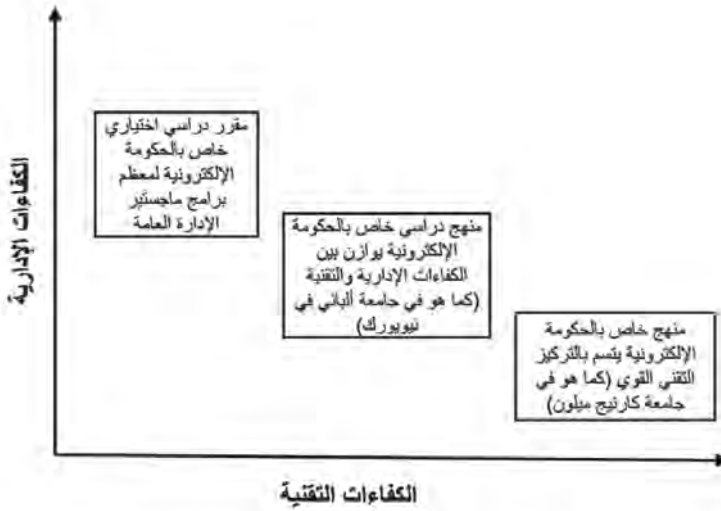 الكفاءات الإدارية
مقرر دراسي اختياري
خاص بالحكومة
الإلكترونية لمعظم
برامج ماجستير
الإدارة العامة
منهج دراسي خاص بالحكومة
الإلكترونية يوازن بين
الكفاءات الإدارية والتقنية
(كما هو في جامعة ألباني في
نيويورك)
منهج خاص بالحكومة
الإلكترونية يتسم بالتركيز
التقني القوي (كما هو في
جامعة كارنيج ميلون)
الكفاءات التقنية